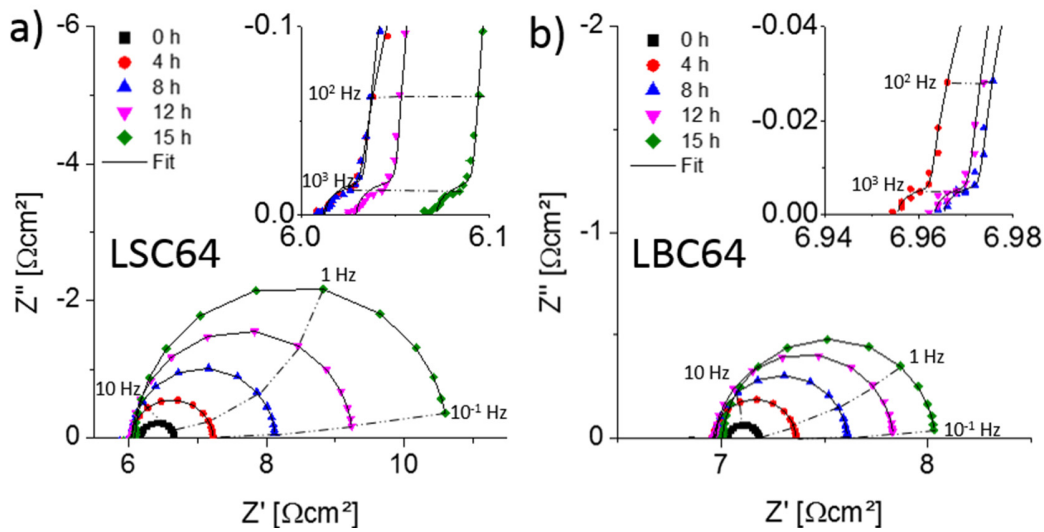 a)
-6
-4
-2
0
Z" [Ωcm²]
0 h
4 h
8 h
12 h
15 h
Fit
-0.1
0.0
10² Hz
10³ Hz
6.0
6.1
LSC64
1 Hz
10 Hz
10⁻¹ Hz
6
8
10
Z' [Ωcm²]
b)
-2
-1
0
Z" [Ωcm²]
0 h
4 h
12 h
8 h
15 h
Fit
-0.04
-0.02
0.00
10² Hz
10³ Hz
6.94
6.96
6.98
LBC64
10 Hz
1 Hz
10⁻¹ Hz
7
8
Z' [Ωcm²]